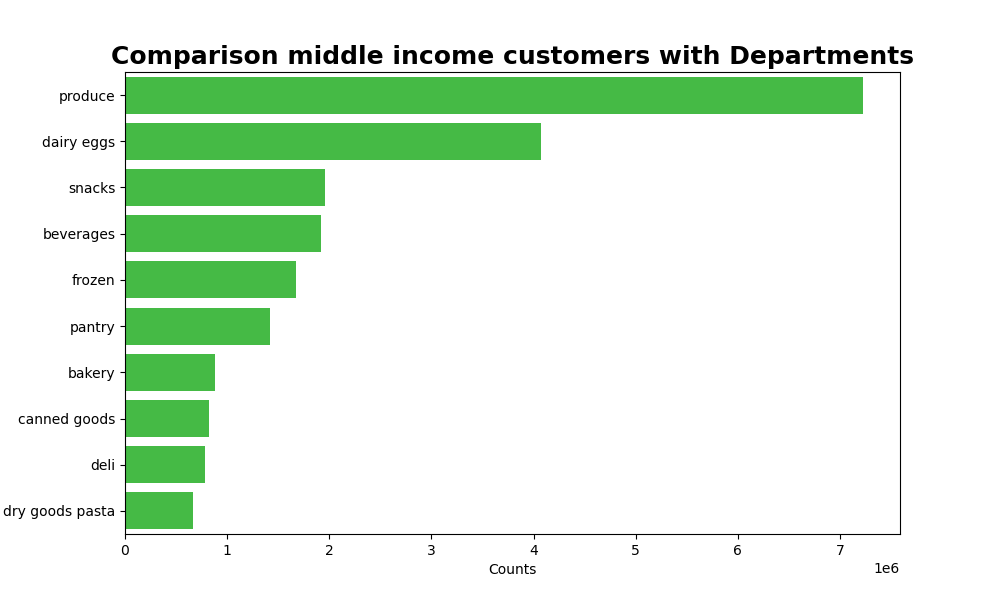 Comparison middle income customers with Departments
produce
dairy eggs
snacks
beverages
frozen
pantry
bakery
canned goods
deli
dry goods pasta
0 1 2 3 4 5 6 7
1e6
Counts